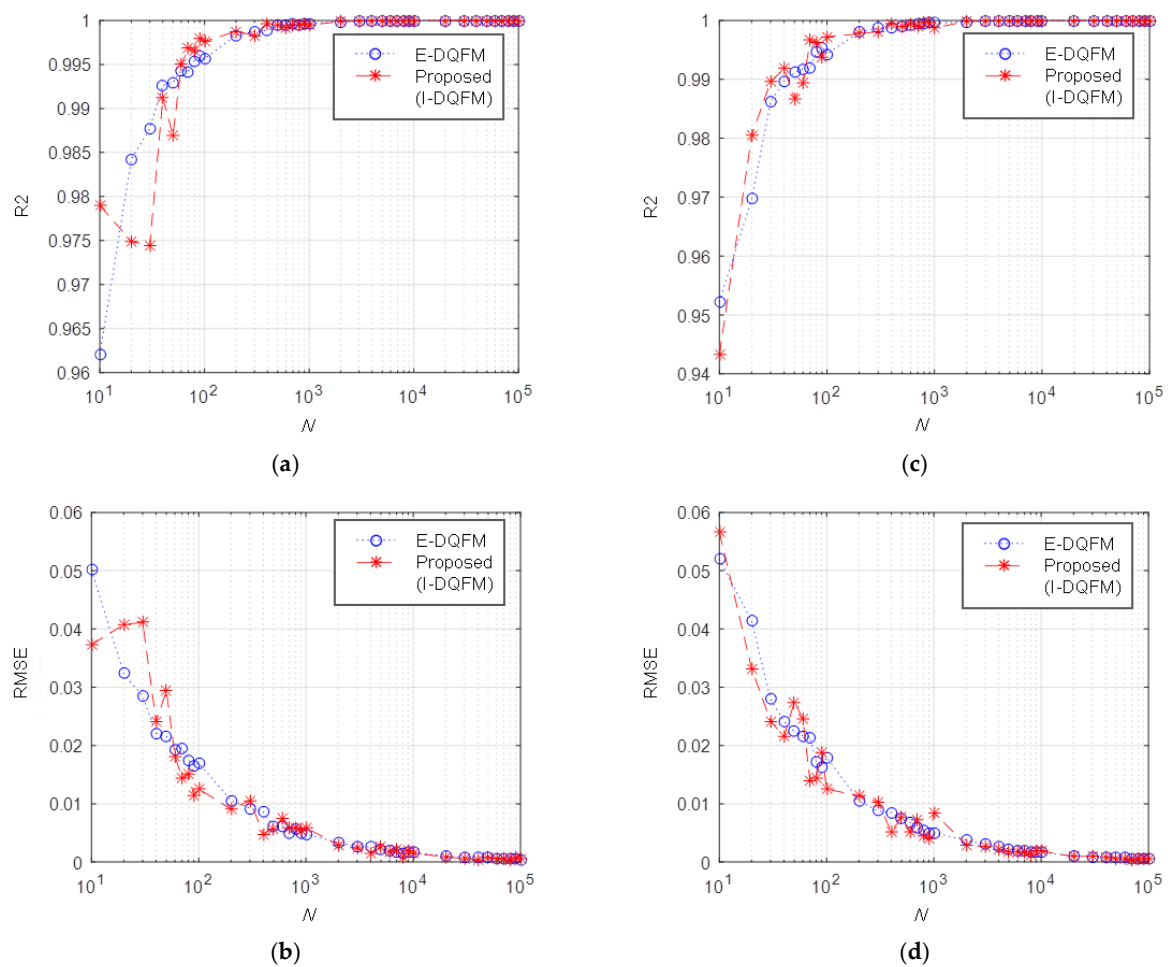 1
0.995
0.99
0.985
0.98
0.975
0.97
0.965
0.96
R2
10^1
10^2
10^3
10^4
10^5
N
E-DQFM
Proposed
(I-DQFM)
(a)
1
0.99
0.98
0.97
0.96
0.95
0.94
R2
10^1
10^2
10^3
10^4
10^5
N
E-DQFM
Proposed
(I-DQFM)
(c)
0.06
0.05
0.04
0.03
0.02
0.01
0
RMSE
10^1
10^2
10^3
10^4
10^5
N
E-DQFM
Proposed
(I-DQFM)
(b)
0.06
0.05
0.04
0.03
0.02
0.01
0
RMSE
10^1
10^2
10^3
10^4
10^5
N
E-DQFM
Proposed
(I-DQFM)
(d)